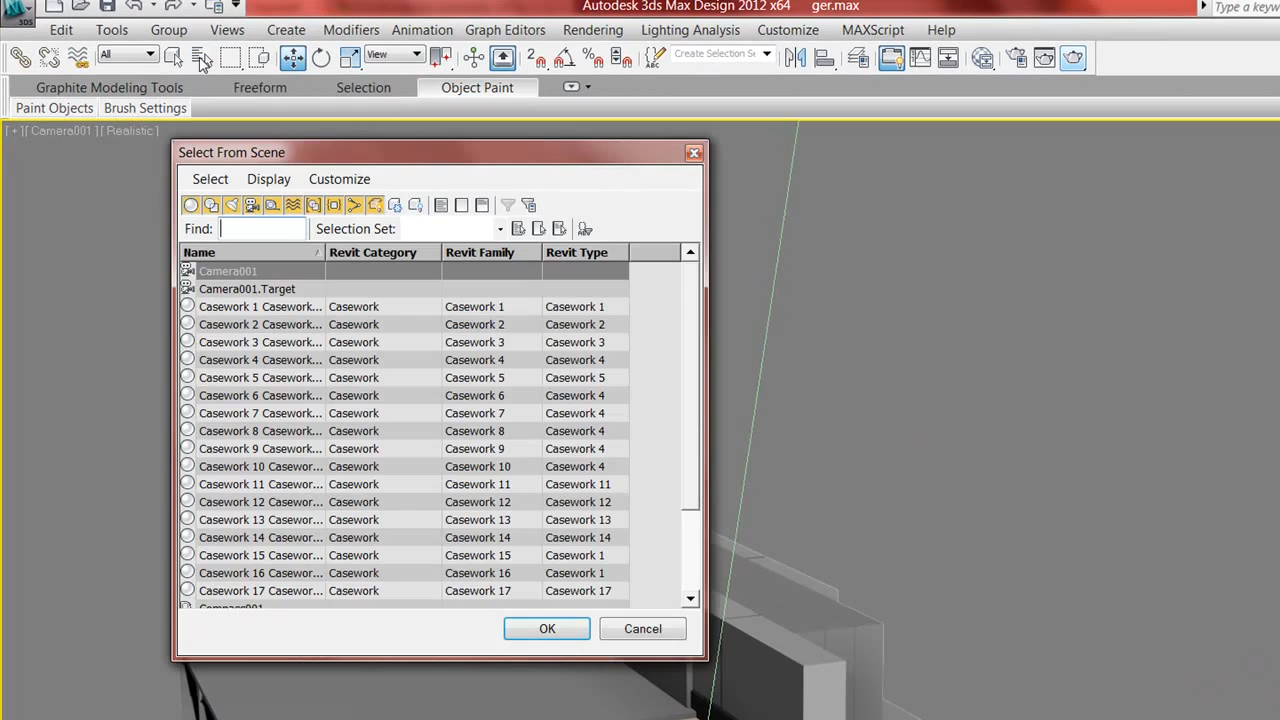 Autodesk 3ds Max Design 2012 x64 ger.max
Type a keyw
3DS
Edit Tools Group Views Create Modifiers Animation Graph Editors Rendering Lighting Analysis Customize MAXScript Help
All View Create Selection Se
Graphite Modeling Tools Freeform Selection Object Paint
Paint Objects Brush Settings
[ + ][ Camera001 ][ Realistic ]
Select From Scene
Select Display Customize
Find: Selection Set:
Name Revit Category Revit Family Revit Type
Camera001
Camera001.Target
Casework 1 Casework... Casework Casework 1 Casework 1
Casework 2 Casework... Casework Casework 2 Casework 2
Casework 3 Casework... Casework Casework 3 Casework 3
Casework 4 Casework... Casework Casework 4 Casework 4
Casework 5 Casework... Casework Casework 5 Casework 5
Casework 6 Casework... Casework Casework 6 Casework 4
Casework 7 Casework... Casework Casework 7 Casework 4
Casework 8 Casework... Casework Casework 8 Casework 4
Casework 9 Casework... Casework Casework 9 Casework 4
Casework 10 Casewor... Casework Casework 10 Casework 4
Casework 11 Casewor... Casework Casework 11 Casework 11
Casework 12 Casewor... Casework Casework 12 Casework 12
Casework 13 Casewor... Casework Casework 13 Casework 13
Casework 14 Casewor... Casework Casework 14 Casework 14
Casework 15 Casewor... Casework Casework 15 Casework 1
Casework 16 Casewor... Casework Casework 16 Casework 1
Casework 17 Casewor... Casework Casework 17 Casework 17
Compass001
OK Cancel